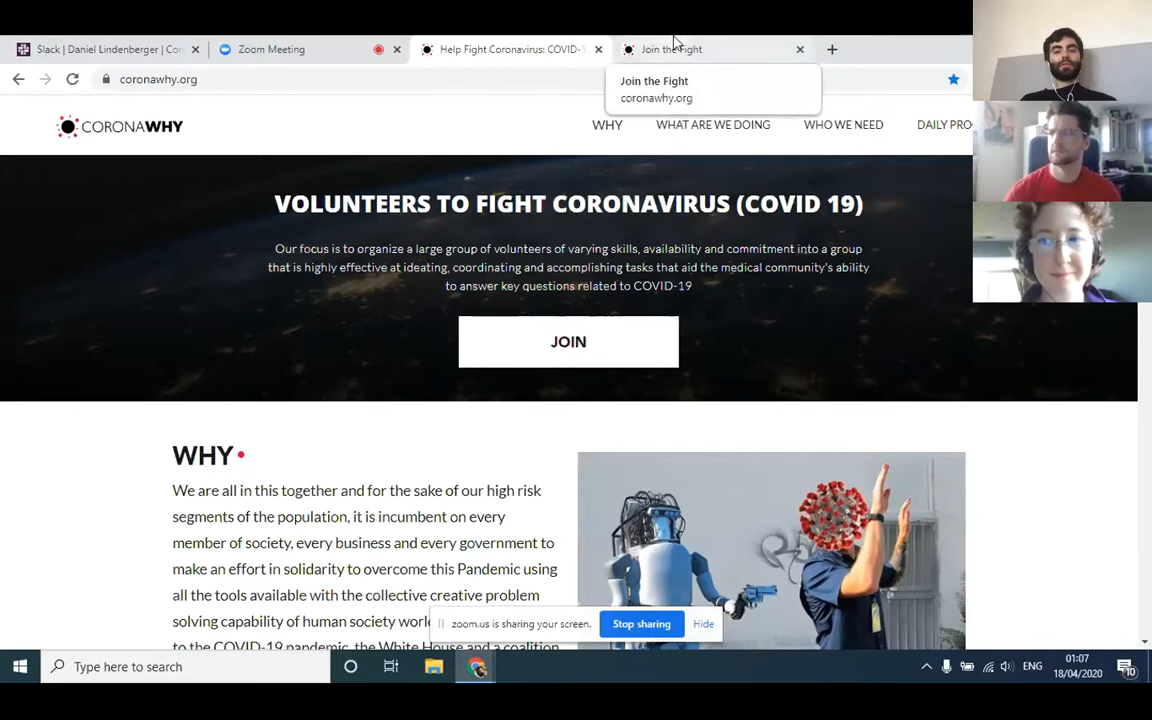 Slack | Daniel Lindenberger | Cor
Zoom Meeting
Help Fight Coronavirus: COVID-1
Join the Fight
coronawhy.org
Join the Fight
coronawhy.org
CORONAWHY
WHY
WHAT ARE WE DOING
WHO WE NEED
DAILY PRO
VOLUNTEERS TO FIGHT CORONAVIRUS (COVID 19)
Our focus is to organize a large group of volunteers of varying skills, availability and commitment into a group
that is highly effective at ideating, coordinating and accomplishing tasks that aid the medical community's ability
to answer key questions related to COVID-19
JOIN
WHY
We are all in this together and for the sake of our high risk
segments of the population, it is incumbent on every
member of society, every business and every government to
make an effort in solidarity to overcome this Pandemic using
all the tools available with the collective creative problem
solving capability of human society worl
to the COVID-19 pandemic, the White House and a coalition
zoom.us is sharing your screen.
Stop sharing
Hide
Type here to search
ENG
01:07
18/04/2020
10